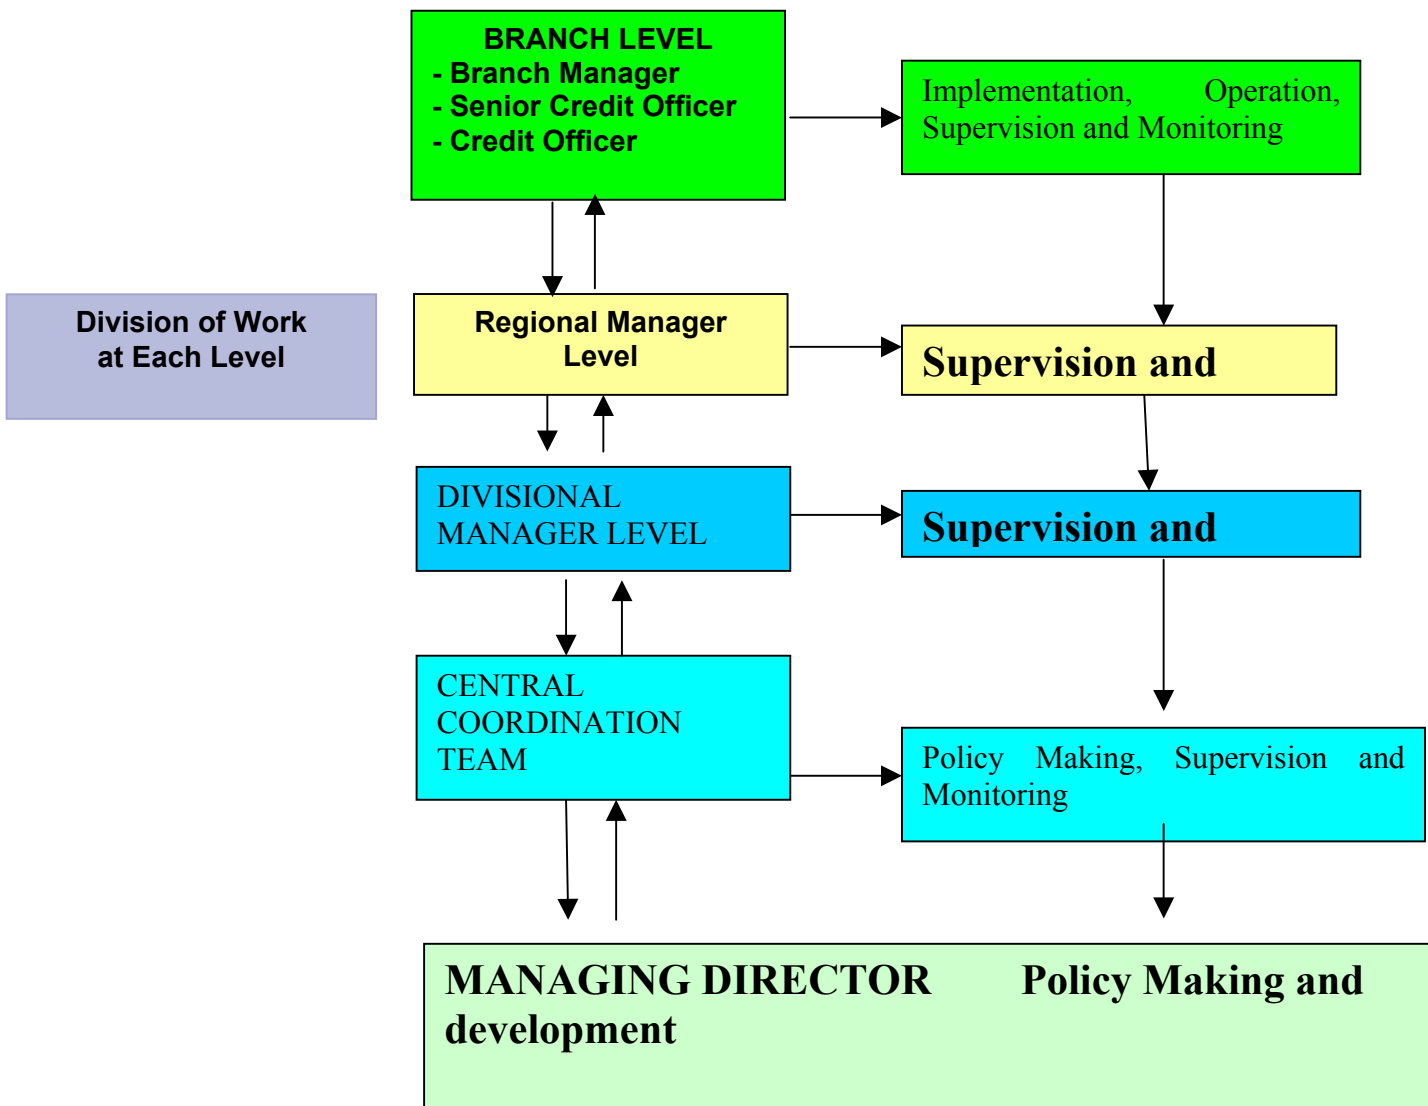 BRANCH LEVEL
- Branch Manager
- Senior Credit Officer
- Credit Officer
Implementation, Operation,
Supervision and Monitoring
Division of Work
at Each Level
Regional Manager
Level
Supervision and
DIVISIONAL
MANAGER LEVEL
Supervision and
CENTRAL
COORDINATION
TEAM
Policy Making, Supervision and
Monitoring
MANAGING DIRECTOR Policy Making and
development